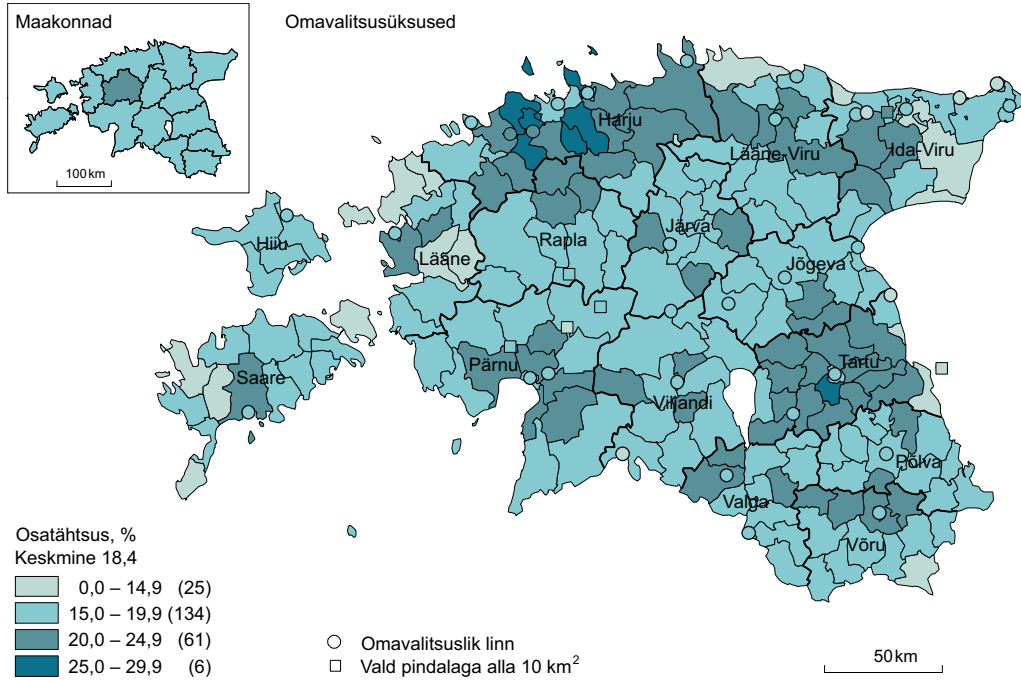 Maakonnad
100 km
Omavalitsusüksused
Harju
Lääne-Viru
Ida-Viru
Hiiu
Lääne
Rapla
Järva
Jõgeva
Saare
Pärnu
Viljandi
Tartu
Põlva
Valga
Võru
Osatähtsus, %
Keskmine 18,4
0,0 – 14,9 (25)
15,0 – 19,9 (134)
20,0 – 24,9 (61)
25,0 – 29,9 (6)
Omavalitsuslik linn
Vald pindalaga alla 10 km²
50 km